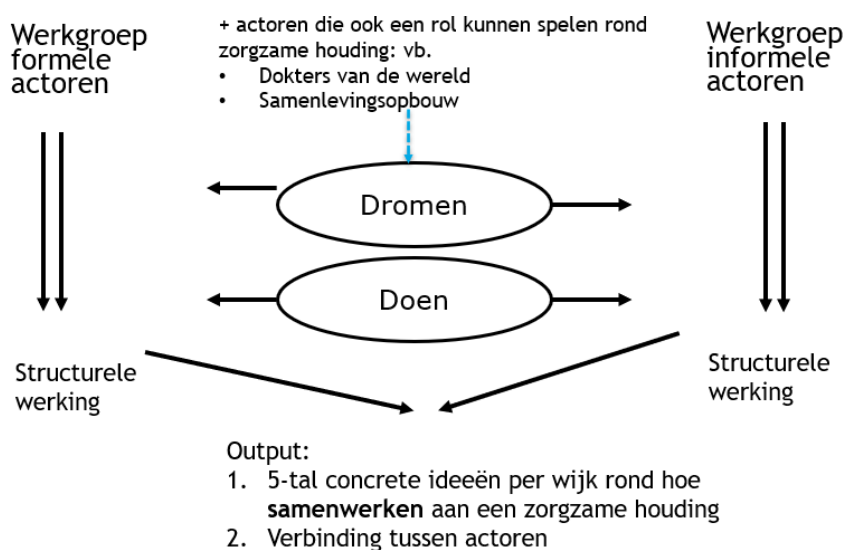 Werkgroep
formele
actoren
+ actoren die ook een rol kunnen spelen rond
zorgzame houding: vb.
• Dokters van de wereld
• Samenlevingsopbouw
Werkgroep
informele
actoren
Dromen
Doen
Structurele
werking
Structurele
werking
Output:
1. 5-tal concrete ideeën per wijk rond hoe
samenwerken aan een zorgzame houding
2. Verbinding tussen actoren